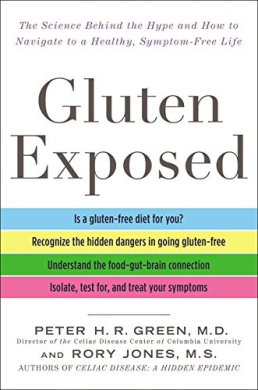 The Science Behind the Hype and How to
Navigate to a Healthy, Symptom-Free Life
Gluten
Exposed
Is a gluten-free diet for you?
Recognize the hidden dangers in going gluten-free
Understand the food-gut-brain connection
Isolate, test for, and treat your symptoms
PETER H. R. GREEN, M.D.
Director of the Celiac Disease Center at Columbia University
AND RORY JONES, M.S.
AUTHORS OF CELIAC DISEASE: A HIDDEN EPIDEMIC